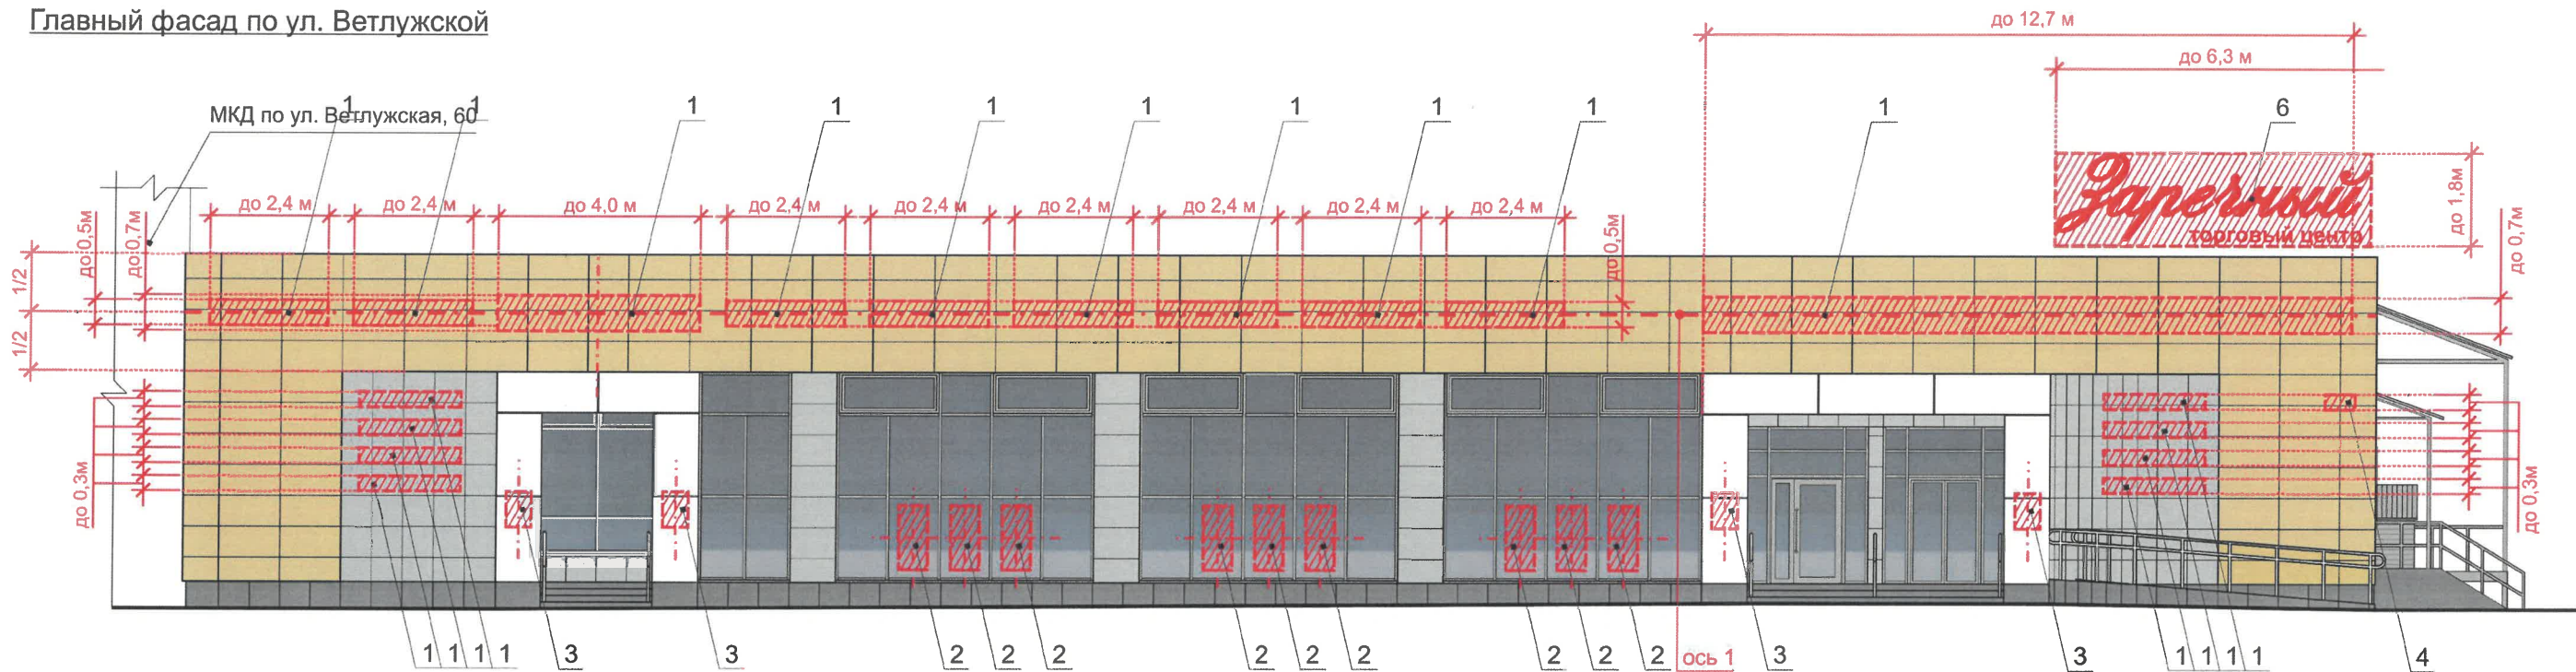 Главный фасад по ул. Ветлужской
до 12,7 м
до 6,3 м
МКД по ул. Ветлужская, 60
1 1 1 1 1 1 1 1 1 1 6
Заречный
торговый центр
до 1,8м
до 2,4 м до 2,4 м до 4,0 м до 2,4 м до 2,4 м до 2,4 м до 2,4 м до 2,4 м до 2,4 м
до 0,5м
до 0,7м
до 0,5м
до 0,7м
1/2
1/2
до 0,3м
до 0,3м
1 1 1 1 3 3 2 2 2 2 2 2 2 2 2 ось 1 3 3 1 1 1 1 4